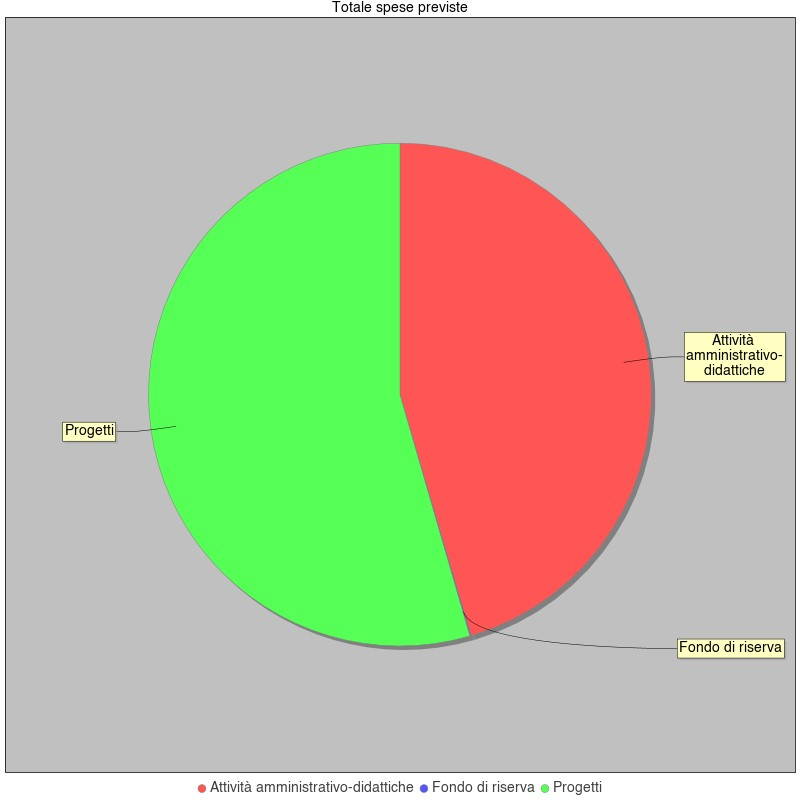 Totale spese previste
Attività
amministrativo-
didattiche
Progetti
Fondo di riserva
Attività amministrativo-didattiche Fondo di riserva Progetti